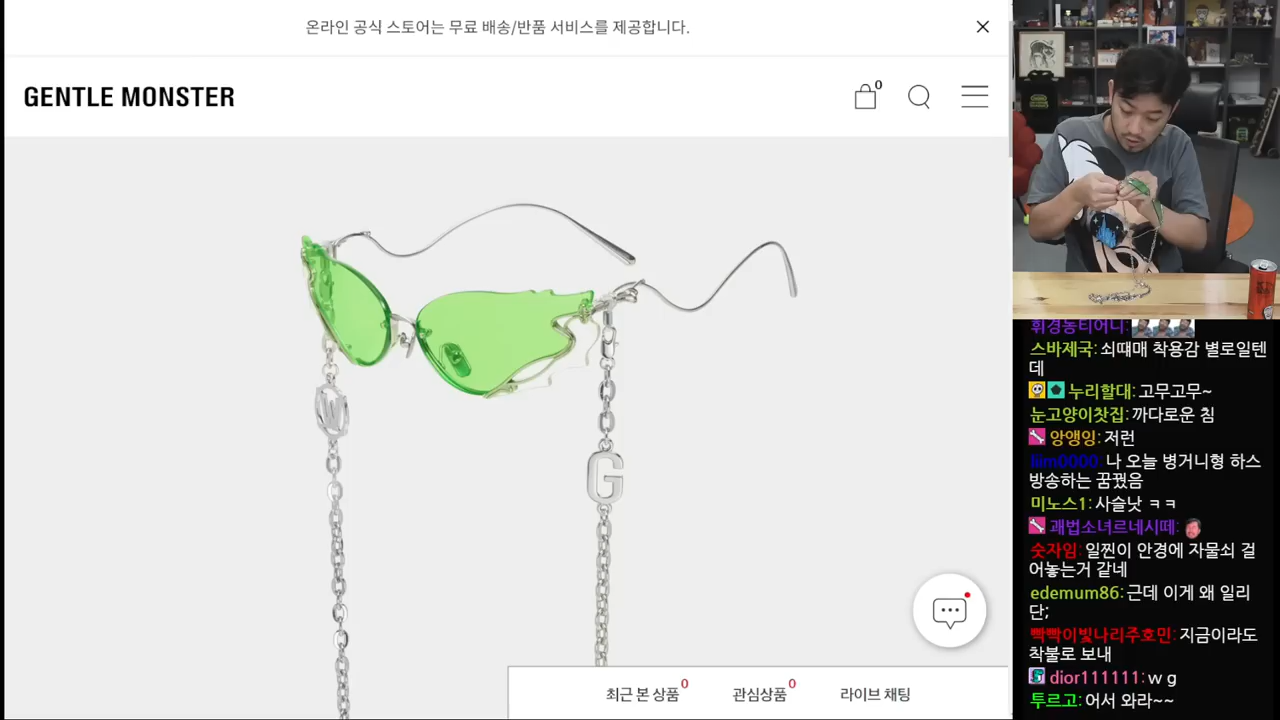 온라인 공식 스토어는 무료 배송/반품 서비스를 제공합니다.
GENTLE MONSTER
0
W
G
최근 본 상품 0
관심상품 0
라이브 채팅
휘경동티어니:
스바제국: 쇠떄매 착용감 별로일텐
데
누리할대: 고무고무~
눈고양이찻집: 까다로운 침
앙앵잉: 저런
liim0000: 나 오늘 병거니형 하스
방송하는 꿈꿨음
미노스1: 사슬낫 ㅋㅋ
괘법소녀르네시떼:
숫자임: 일찐이 안경에 자물쇠 걸
어놓는거 같네
edemum86: 근데 이게 왜 일리
단;
빡빡이빛나리주호민: 지금이라도
착불로 보내
dior111111: w g
투르고: 어서 와라~~